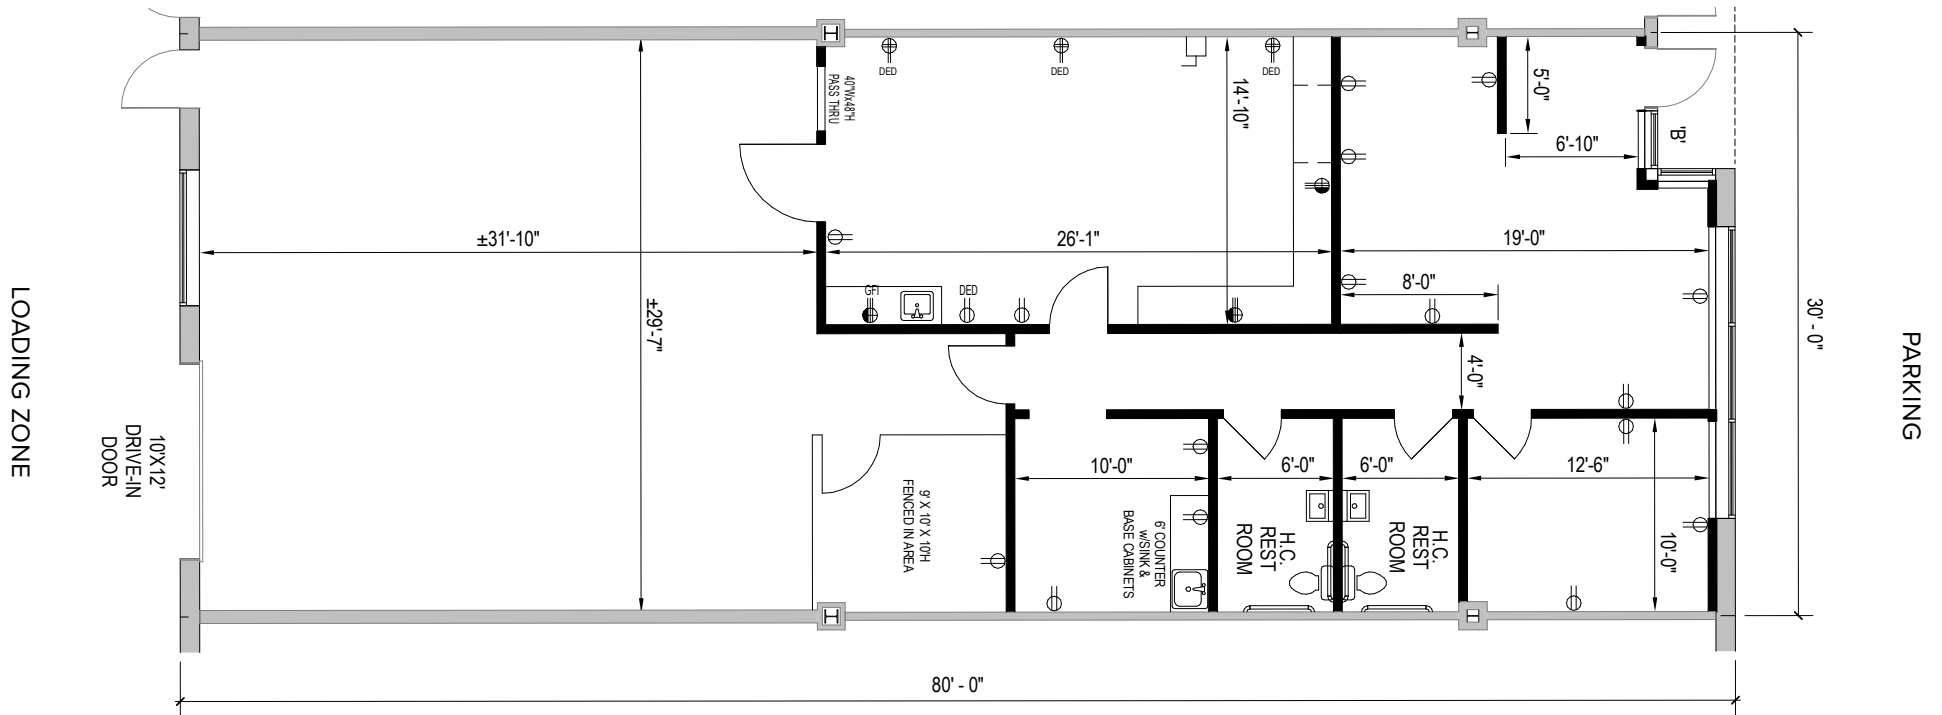 DED
DED
DED
40"Wx48"H
PASS THRU
14'-10"
5'-0"
6'-10"
'B'
±31'-10"
26'-1"
19'-0"
8'-0"
GFI
DED
±29'-7"
30' - 0"
4'-0"
LOADING ZONE
PARKING
10'X12'
DRIVE-IN
DOOR
9' X 10' X 10'H
FENCED IN AREA
10'-0"
6'-0"
6'-0"
12'-6"
6' COUNTER
w/SINK &
BASE CABINETS
H.C.
REST
ROOM
H.C.
REST
ROOM
10'-0"
80' - 0"